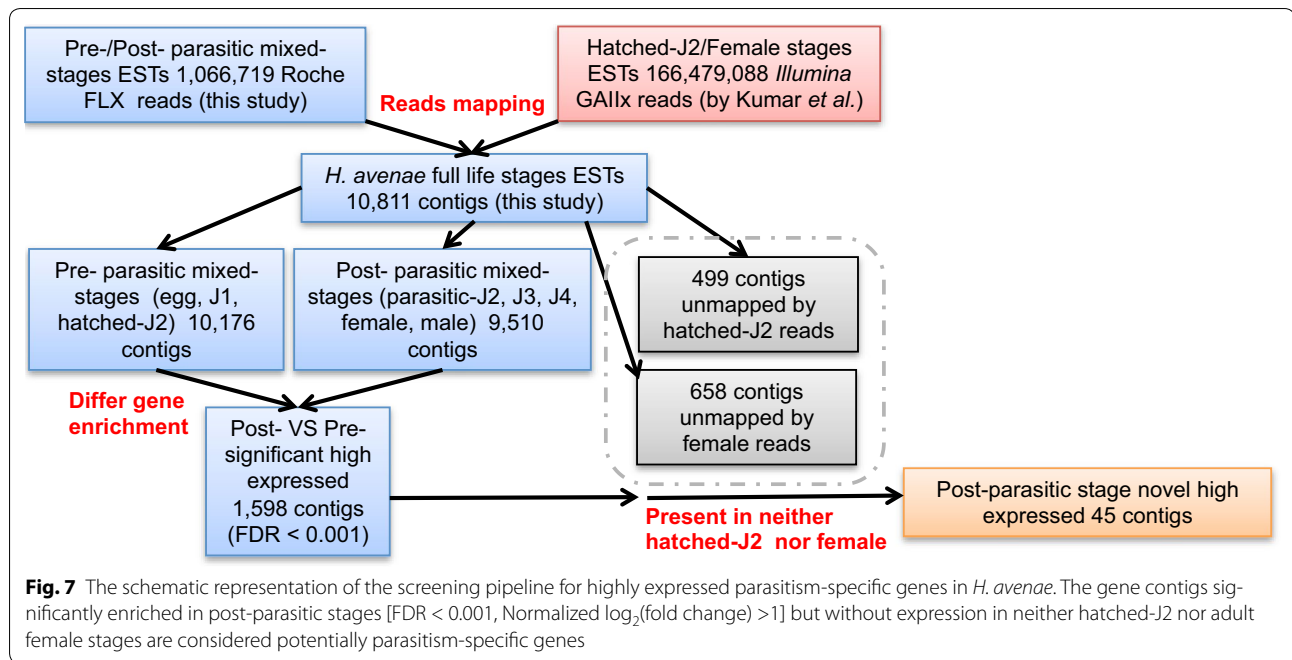 Pre-/Post- parasitic mixed-
stages ESTs 1,066,719 Roche
FLX reads (this study)
Hatched-J2/Female stages
ESTs 166,479,088 Illumina
GAIIx reads (by Kumar et al.)
Reads mapping
H. avenae full life stages ESTs
10,811 contigs (this study)
Pre- parasitic mixed-
stages (egg, J1,
hatched-J2) 10,176
contigs
Post- parasitic mixed-
stages (parasitic-J2, J3, J4,
female, male) 9,510
contigs
499 contigs
unmapped by
hatched-J2 reads
658 contigs
unmapped by
female reads
Differ gene
enrichment
Post- VS Pre-
significant high
expressed
1,598 contigs
(FDR < 0.001)
Present in neither
hatched-J2 nor female
Post-parasitic stage novel high
expressed 45 contigs
Fig. 7 The schematic representation of the screening pipeline for highly expressed parasitism-specific genes in H. avenae. The gene contigs sig-
nificantly enriched in post-parasitic stages [FDR < 0.001, Normalized log₂(fold change) >1] but without expression in neither hatched-J2 nor adult
female stages are considered potentially parasitism-specific genes